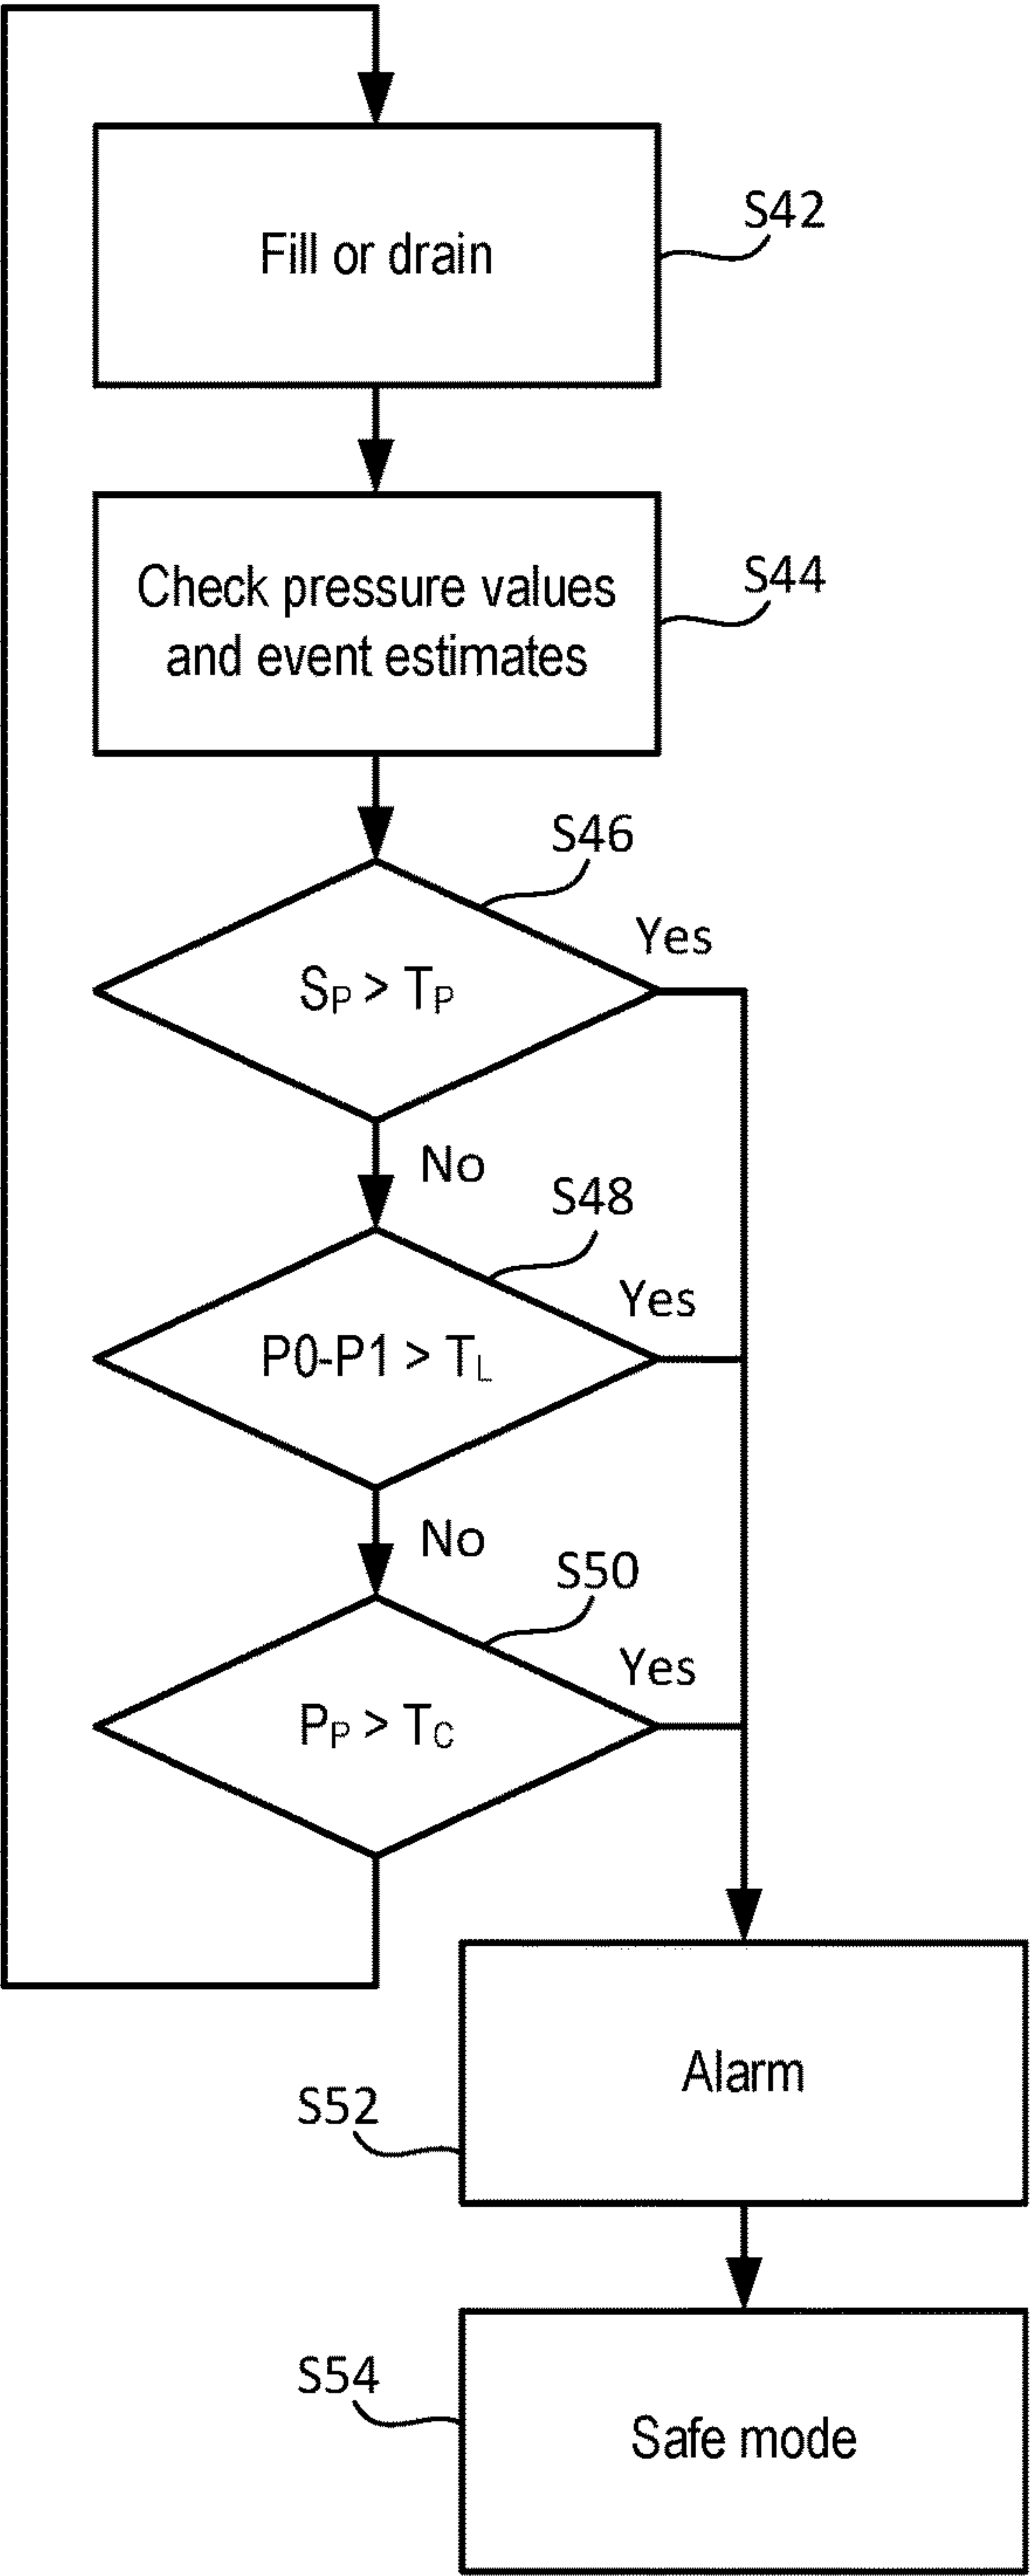 Fill or drain
S42
Check pressure values
and event estimates
S44
S46
Yes
SP > TP
No
S48
Yes
P0-P1 > TL
No
S50
Yes
PP > TC
Alarm
S52
S54
Safe mode